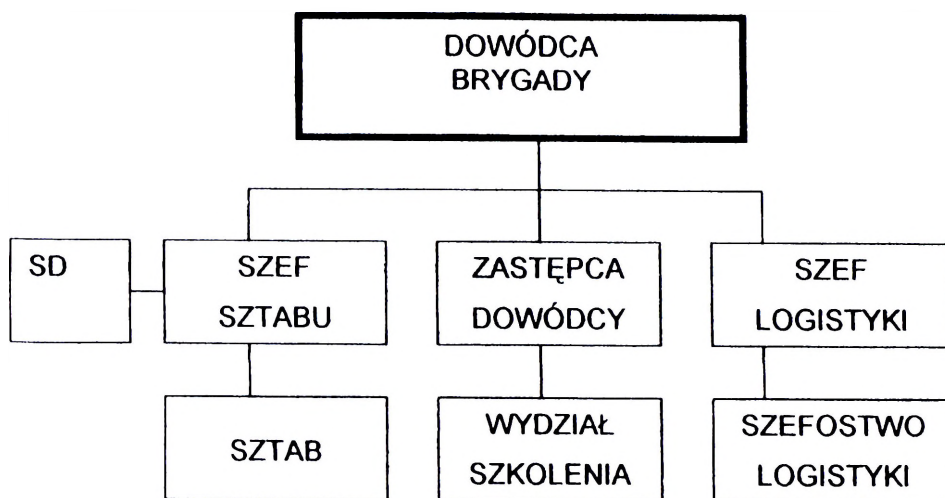 DOWÓDCA
BRYGADY
SD
SZEF
SZTABU
ZASTĘPCA
DOWÓDCY
SZEF
LOGISTYKI
SZTAB
WYDZIAŁ
SZKOLENIA
SZEFOSTWO
LOGISTYKI